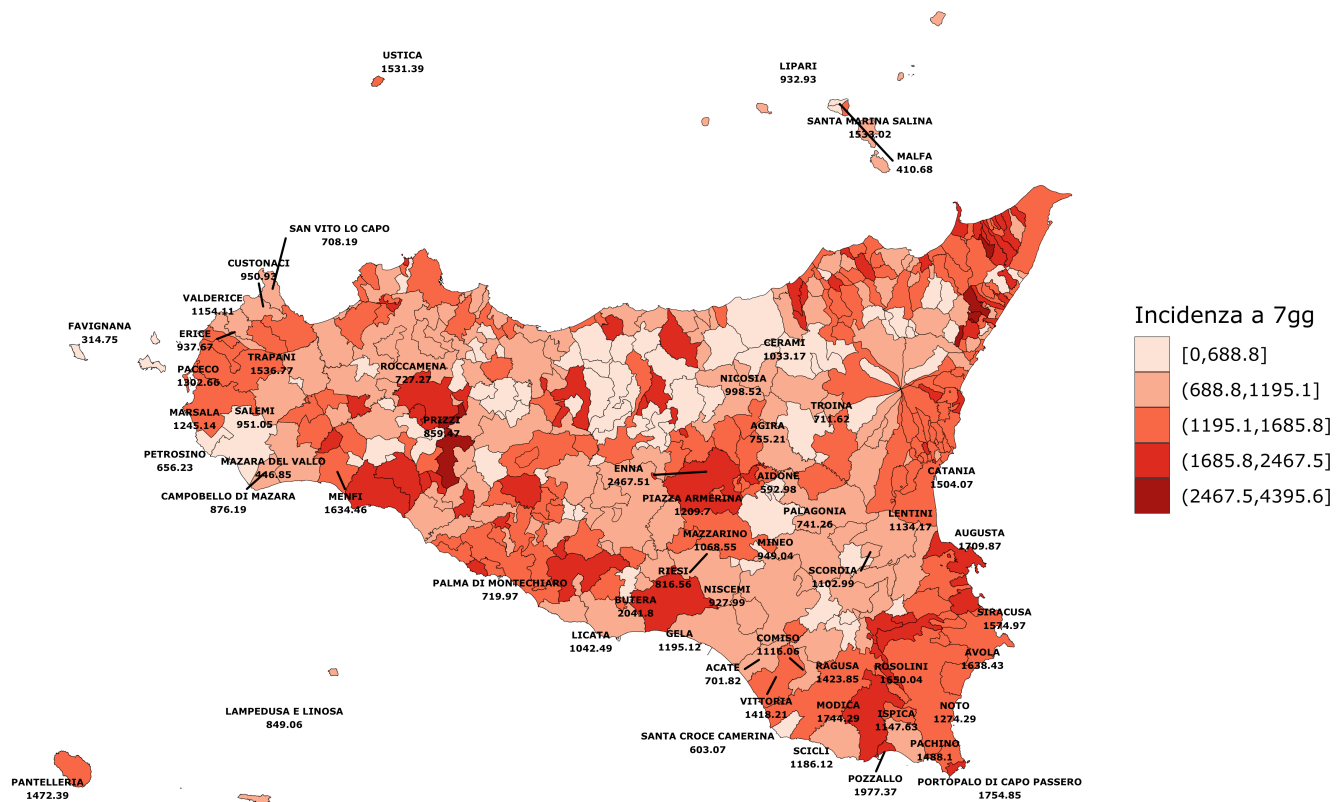 USTICA
1531.39
LIPARI
932.93
SANTA MARINA SALINA
1533.02
MALFA
410.68
SAN VITO LO CAPO
708.19
CUSTONACI
950.93
VALDERICE
1154.11
FAVIGNANA
314.75
ERICE
937.67
TRAPANI
1536.77
PACECO
1302.66
ROCCAMENA
727.27
CERAMI
1033.17
NICOSIA
998.52
MARSALA
1245.14
SALEMI
951.05
PRIZZI
859.47
TROINA
711.62
AGIRA
755.21
PETROSINO
656.23
MAZARA DEL VALLO
446.85
CAMPOBELLO DI MAZARA
876.19
MENFI
1634.46
ENNA
2467.51
AIDONE
592.98
CATANIA
1504.07
PIAZZA ARMERINA
1209.7
PALAGONIA
741.26
LENTINI
1134.17
MAZZARINO
1068.55
MINEO
949.04
AUGUSTA
1709.87
RIESI
816.56
SCORDIA
1102.99
PALMA DI MONTECHIARO
719.97
NISCEMI
927.99
BUTERA
2041.8
SIRACUSA
1574.97
LICATA
1042.49
GELA
1195.12
COMISO
1116.06
AVOLA
1638.43
ACATE
701.82
RAGUSA
1423.85
ROSOLINI
1650.04
VITTORIA
1418.21
MODICA
1744.29
ISPICA
1147.63
NOTO
1274.29
LAMPEDUSA E LINOSA
849.06
SANTA CROCE CAMERINA
603.07
SCICLI
1186.12
PACHINO
1488.1
POZZALLO
1977.37
PORTOPALO DI CAPO PASSERO
1754.85
PANTELLERIA
1472.39
Incidenza a 7gg
[0,688.8]
(688.8,1195.1]
(1195.1,1685.8]
(1685.8,2467.5]
(2467.5,4395.6]